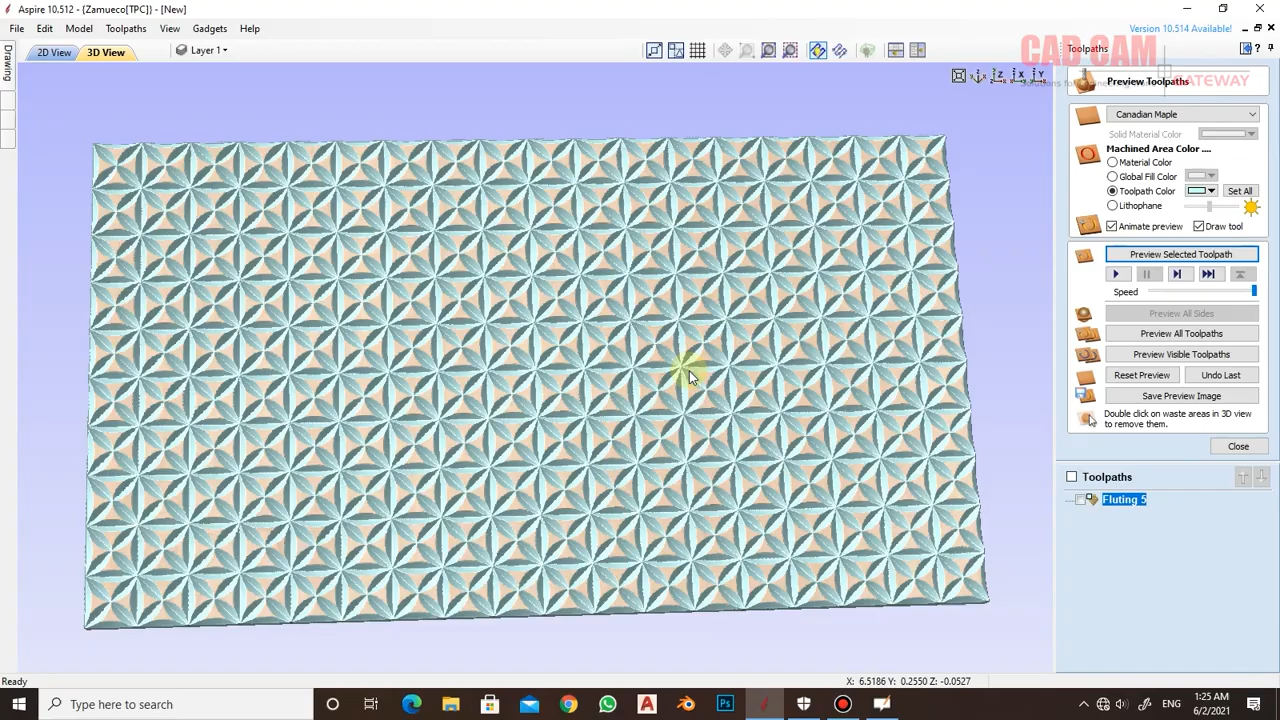 Aspire 10.512 - {Zamueco[TPC]} - [New]
File Edit Model Toolpaths View Gadgets Help
Version 10.514 Available!
2D View 3D View Layer 1
Drawing
CAD CAM
GATEWAY
Toolpaths
Preview Toolpaths
Canadian Maple
Solid Material Color
Machined Area Color ....
Material Color
Global Fill Color
Toolpath Color Set All
Lithophane
Animate preview Draw tool
Preview Selected Toolpath
Speed
Preview All Sides
Preview All Toolpaths
Preview Visible Toolpaths
Reset Preview Undo Last
Save Preview Image
Double click on waste areas in 3D view
to remove them.
Close
Toolpaths
Fluting 5
Ready
X: 6.5186 Y: 0.2550 Z: -0.0527
Type here to search
ENG
1:25 AM
6/2/2021